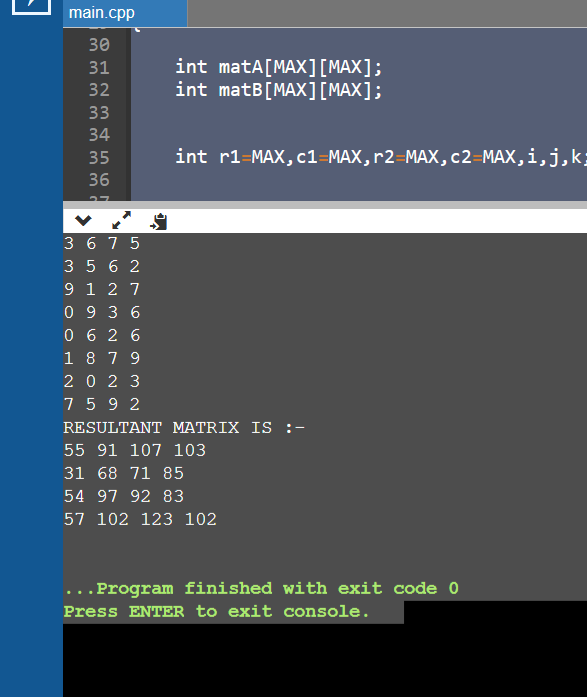 main.cpp
30
31 int matA[MAX][MAX];
32 int matB[MAX][MAX];
33
34
35 int r1=MAX,c1=MAX,r2=MAX,c2=MAX,i,j,k;
36
37
3 6 7 5
3 5 6 2
9 1 2 7
0 9 3 6
0 6 2 6
1 8 7 9
2 0 2 3
7 5 9 2
RESULTANT MATRIX IS :-
55 91 107 103
31 68 71 85
54 97 92 83
57 102 123 102
...Program finished with exit code 0
Press ENTER to exit console.